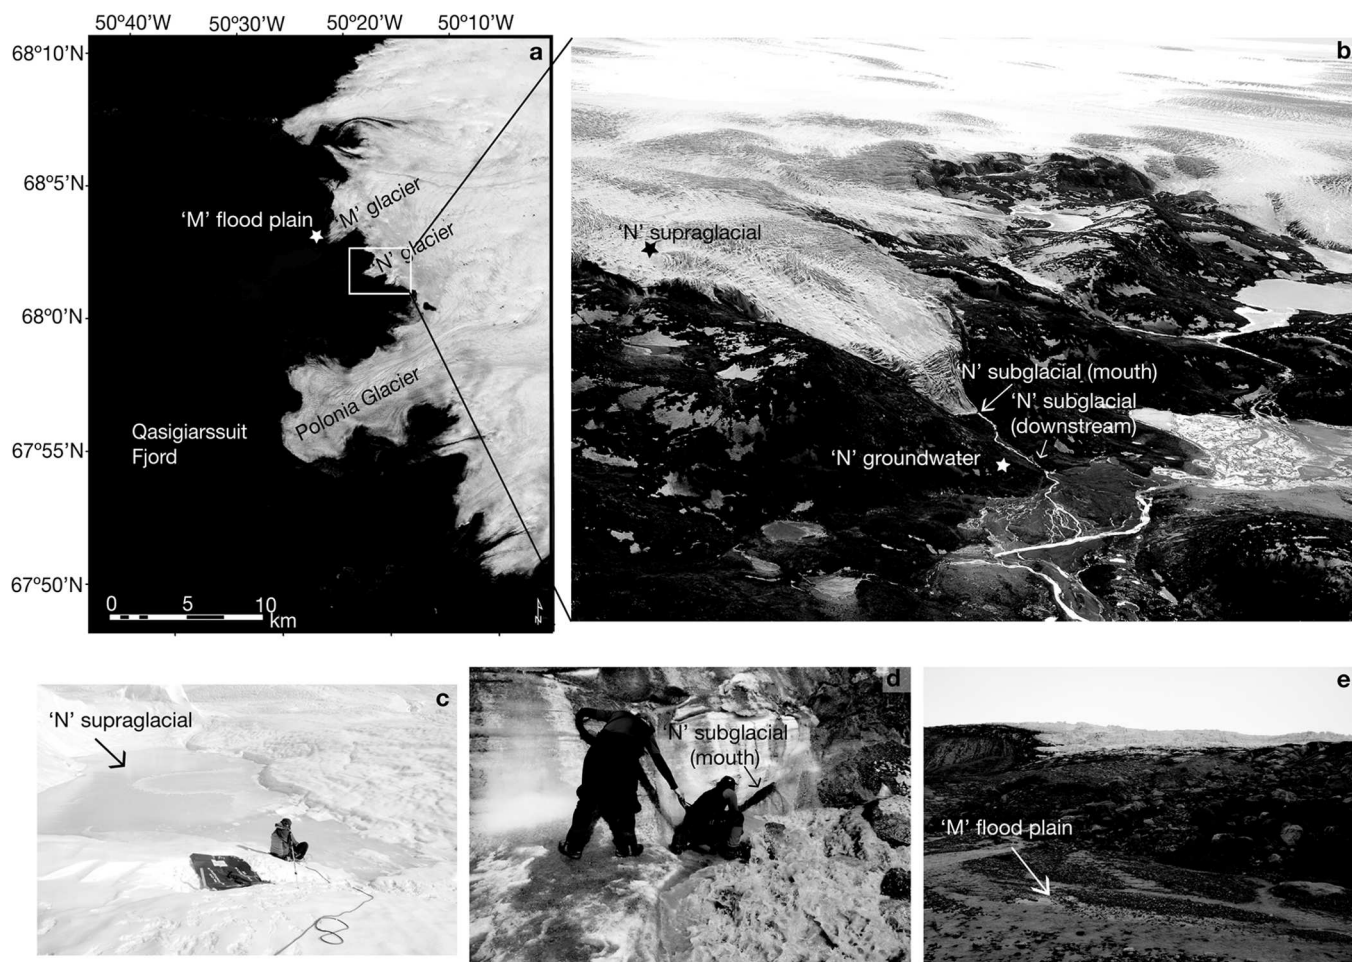 50°40’W 50°30’W 50°20’W 50°10’W
68°10’N
a
b
68°5’N
‘M’ glacier
‘M’ flood plain
‘N’ glacier
‘N’ supraglacial
68°0’N
Polonia Glacier
‘N’ subglacial (mouth)
‘N’ subglacial
(downstream)
Qasigiarssuit
Fjord
67°55’N
‘N’ groundwater
67°50’N
0 5 10
km
N
c
‘N’ supraglacial
d
‘N’ subglacial
(mouth)
e
‘M’ flood plain